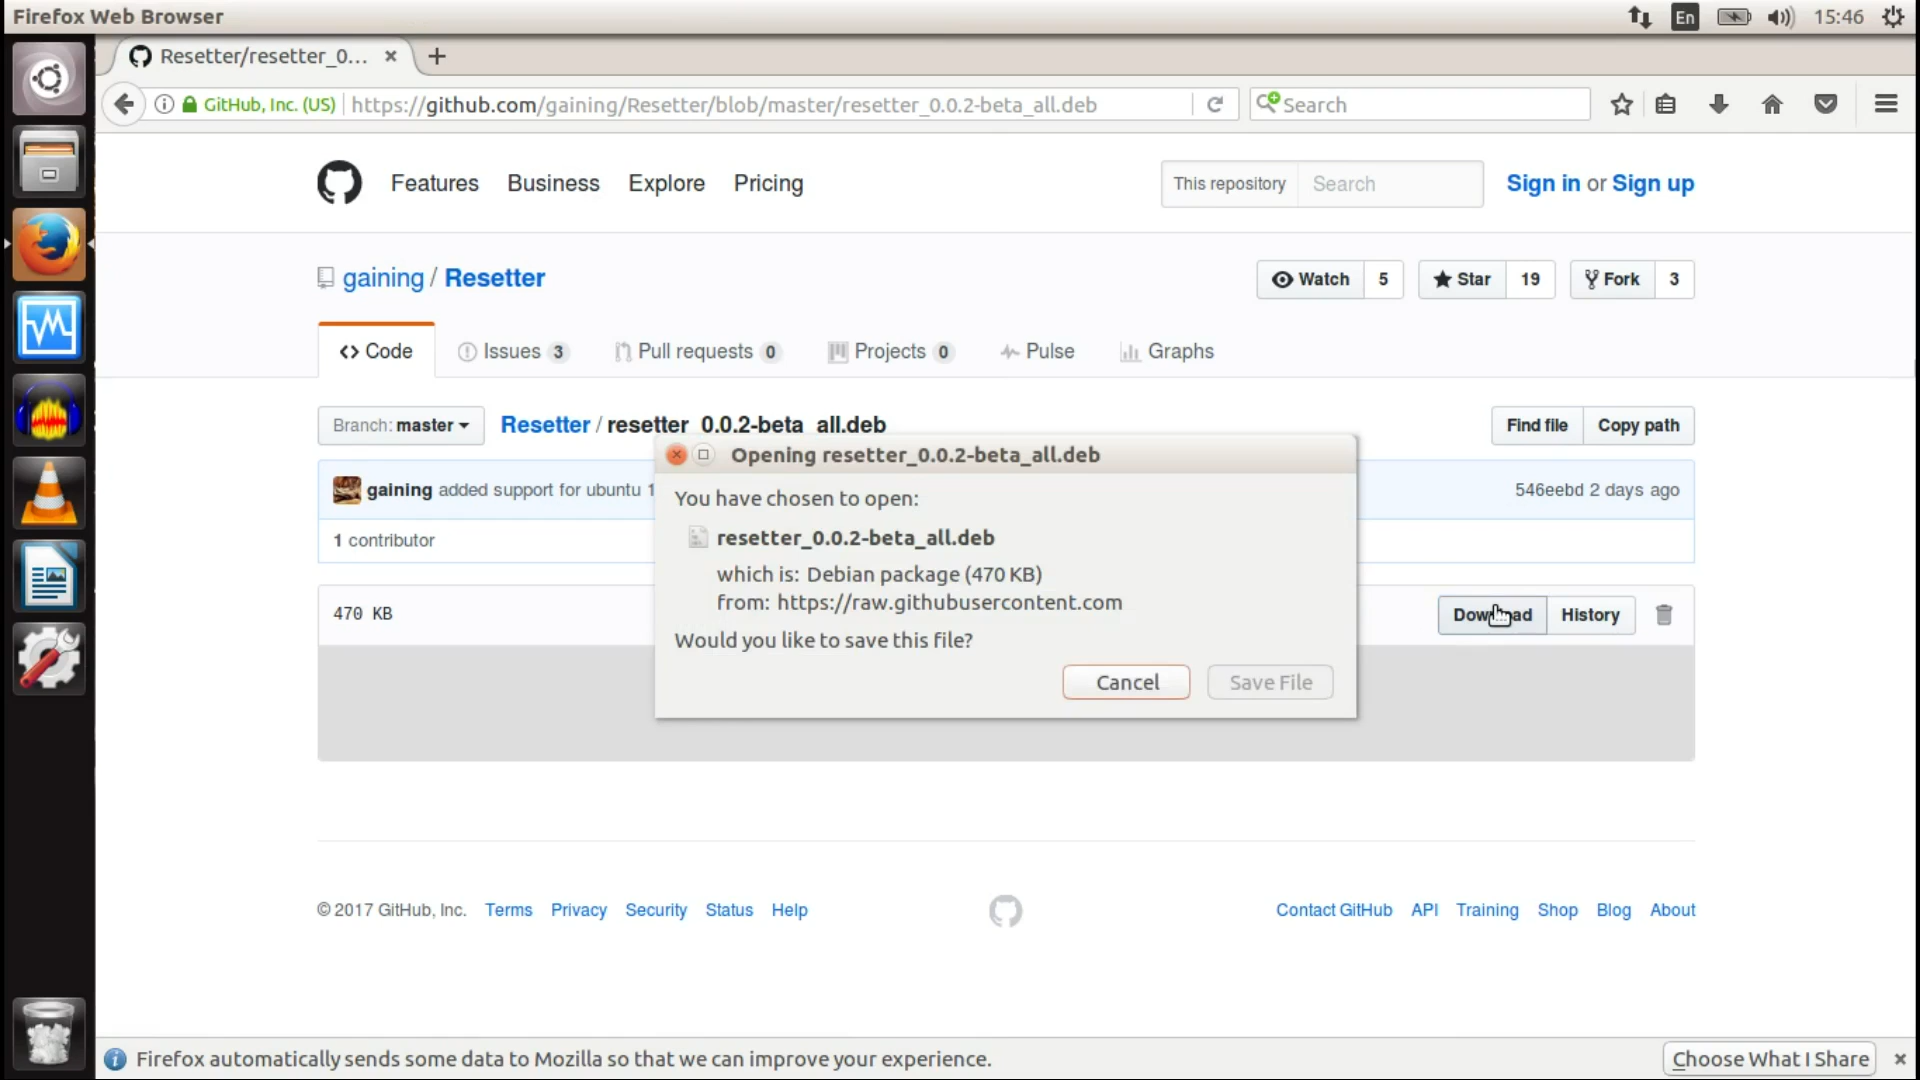 Firefox Web Browser
En
15:46
Resetter/resetter_0... × +
GitHub, Inc. (US) https://github.com/gaining/Resetter/blob/master/resetter_0.0.2-beta_all.deb
Search
Features Business Explore Pricing
This repository Search
Sign in or Sign up
gaining / Resetter
Watch 5 Star 19 Fork 3
Code Issues 3 Pull requests 0 Projects 0 Pulse Graphs
Branch: master Resetter / resetter_0.0.2-beta_all.deb Find file Copy path
Opening resetter_0.0.2-beta_all.deb
gaining added support for ubuntu 1
546eebd 2 days ago
You have chosen to open:
resetter_0.0.2-beta_all.deb
1 contributor
which is: Debian package (470 KB)
from: https://raw.githubusercontent.com
470 KB
Download History
Would you like to save this file?
Cancel Save File
© 2017 GitHub, Inc. Terms Privacy Security Status Help
Contact GitHub API Training Shop Blog About
Firefox automatically sends some data to Mozilla so that we can improve your experience.
Choose What I Share ×